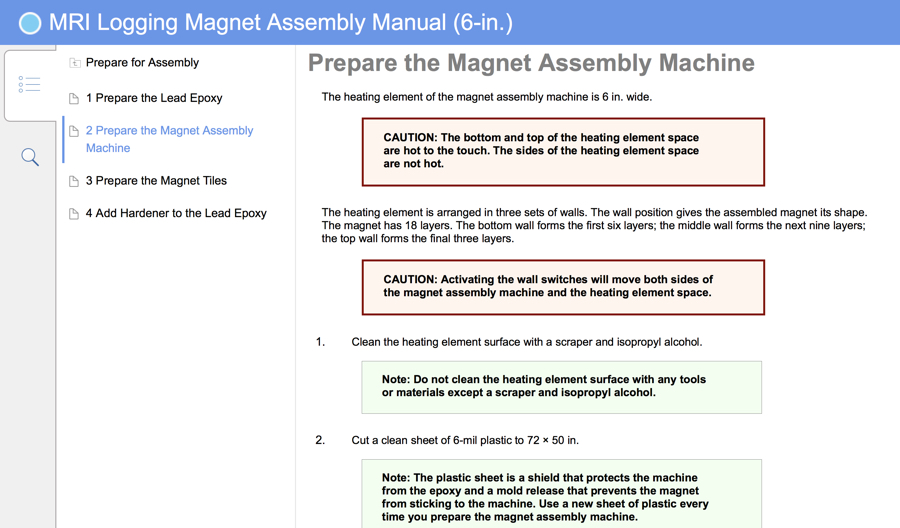 MRI Logging Magnet Assembly Manual (6-in.)
Prepare for Assembly
1 Prepare the Lead Epoxy
2 Prepare the Magnet Assembly
Machine
3 Prepare the Magnet Tiles
4 Add Hardener to the Lead Epoxy
Prepare the Magnet Assembly Machine
The heating element of the magnet assembly machine is 6 in. wide.
CAUTION: The bottom and top of the heating element space
are hot to the touch. The sides of the heating element space
are not hot.
The heating element is arranged in three sets of walls. The wall position gives the assembled magnet its shape.
The magnet has 18 layers. The bottom wall forms the first six layers; the middle wall forms the next nine layers;
the top wall forms the final three layers.
CAUTION: Activating the wall switches will move both sides of
the magnet assembly machine and the heating element space.
1. Clean the heating element surface with a scraper and isopropyl alcohol.
Note: Do not clean the heating element surface with any tools
or materials except a scraper and isopropyl alcohol.
2. Cut a clean sheet of 6-mil plastic to 72 × 50 in.
Note: The plastic sheet is a shield that protects the machine
from the epoxy and a mold release that prevents the magnet
from sticking to the machine. Use a new sheet of plastic every
time you prepare the magnet assembly machine.